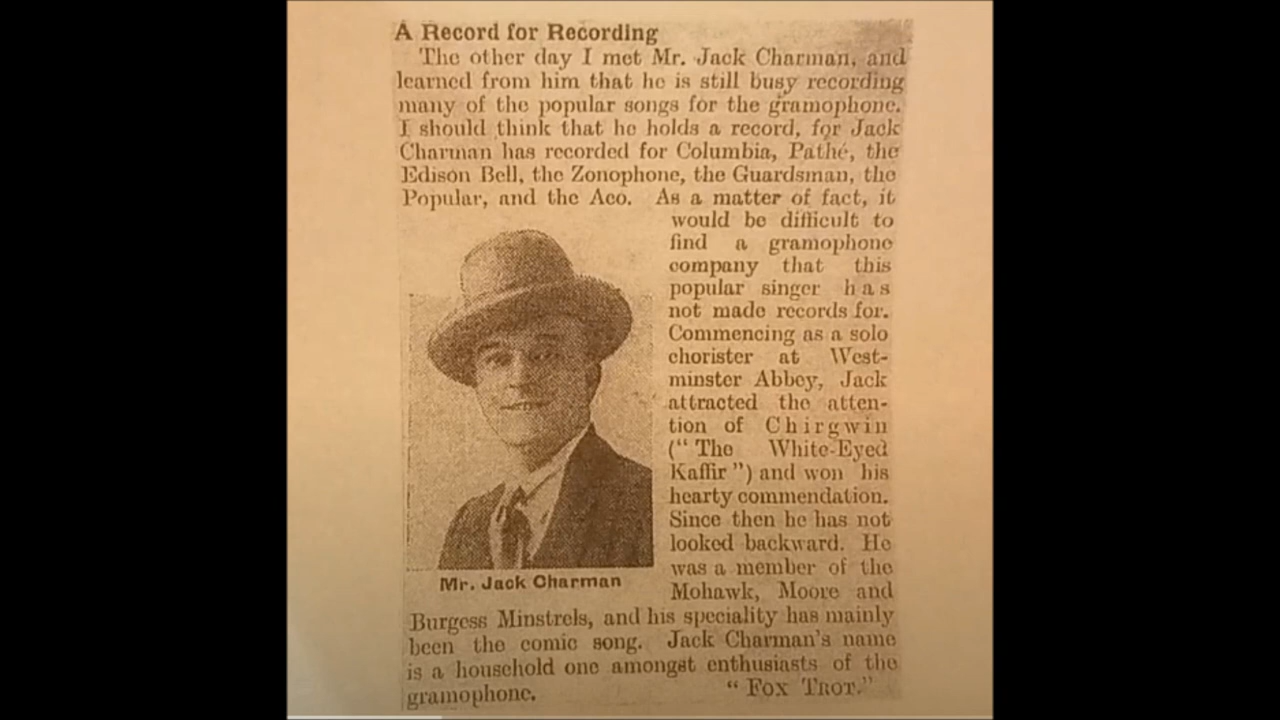 A Record for Recording
The other day I met Mr. Jack Charman, and
learned from him that he is still busy recording
many of the popular songs for the gramophone.
I should think that he holds a record, for Jack
Charman has recorded for Columbia, Pathé, the
Edison Bell, the Zonophone, the Guardsman, the
Popular, and the Aco. As a matter of fact, it
would be difficult to
find a gramophone
company that this
popular singer has
not made records for.
Commencing as a solo
chorister at West-
minster Abbey, Jack
attracted the atten-
tion of Chirgwin
(“ The White-Eyed
Kaffir ”) and won his
hearty commendation.
Since then he has not
looked backward. He
was a member of the
Mohawk, Moore and
Mr. Jack Charman
Burgess Minstrels, and his speciality has mainly
been the comic song. Jack Charman's name
is a household one amongst enthusiasts of the
gramophone. “ FOX TROT.”